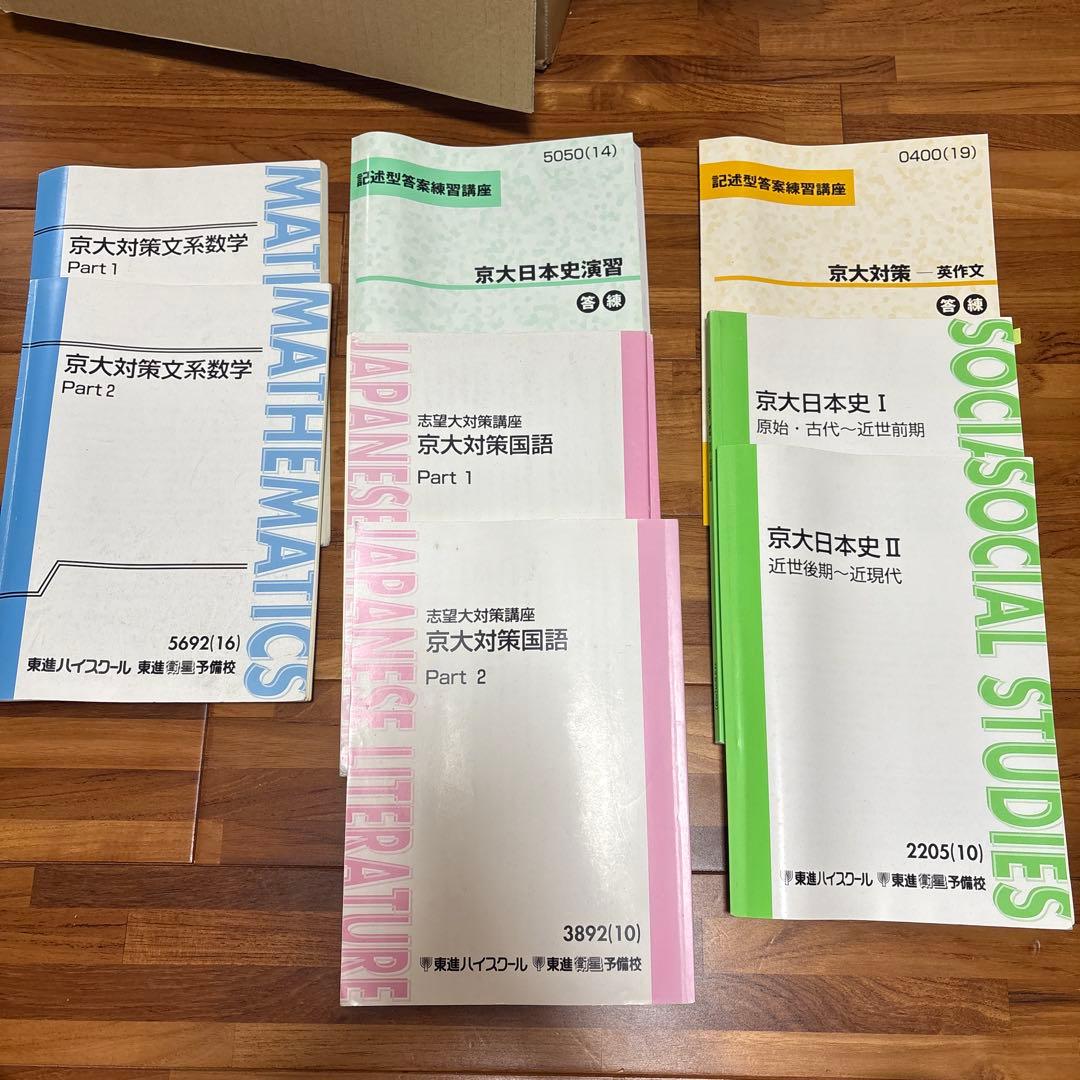 MATHEMATICS
京大対策文系数学
Part 1
MATHEMATICS
京大対策文系数学
Part 2
5692(16)
東進ハイスクール 東進衛星予備校
5050(14)
記述型答案練習講座
京大日本史演習
答練
JAPANESE
志望大対策講座
京大対策国語
Part 1
JAPANESE LITERATURE
志望大対策講座
京大対策国語
Part 2
3892(10)
東進ハイスクール 東進衛星予備校
0400(19)
記述型答案練習講座
京大対策―英作文
答練
SOCIA
京大日本史Ⅰ
原始・古代〜近世前期
SOCIAL STUDIES
京大日本史Ⅱ
近世後期〜近現代
2205(10)
東進ハイスクール 東進衛星予備校